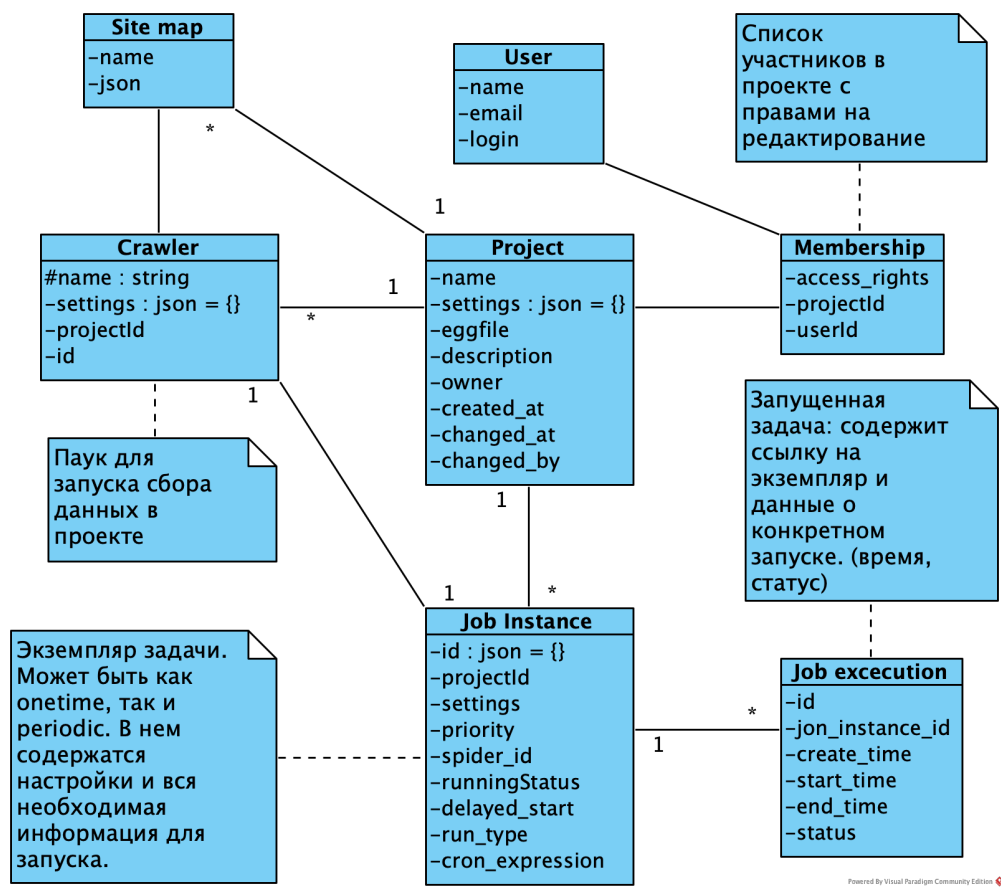 Site map
-name
-json
User
-name
-email
-login
Список
участников в
проекте с
правами на
редактирование
*
1
Crawler
#name : string
-settings : json = {}
-projectId
-id
1
*
Project
-name
-settings : json = {}
-eggfile
-description
-owner
-created_at
-changed_at
-changed_by
Membership
-access_rights
-projectId
-userId
1
Паук для
запуска сбора
данных в
проекте
Запущенная
задача: содержит
ссылку на
экземпляр и
данные о
конкретном
запуске. (время,
статус)
1
1
*
Экземпляр задачи.
Может быть как
onetime, так и
periodic. В нем
содержатся
настройки и вся
необходимая
информация для
запуска.
Job Instance
-id : json = {}
-projectId
-settings
-priority
-spider_id
-runningStatus
-delayed_start
-run_type
-cron_expression
*
1
Job excecution
-id
-jon_instance_id
-create_time
-start_time
-end_time
-status
Powered By Visual Paradigm Community Edition